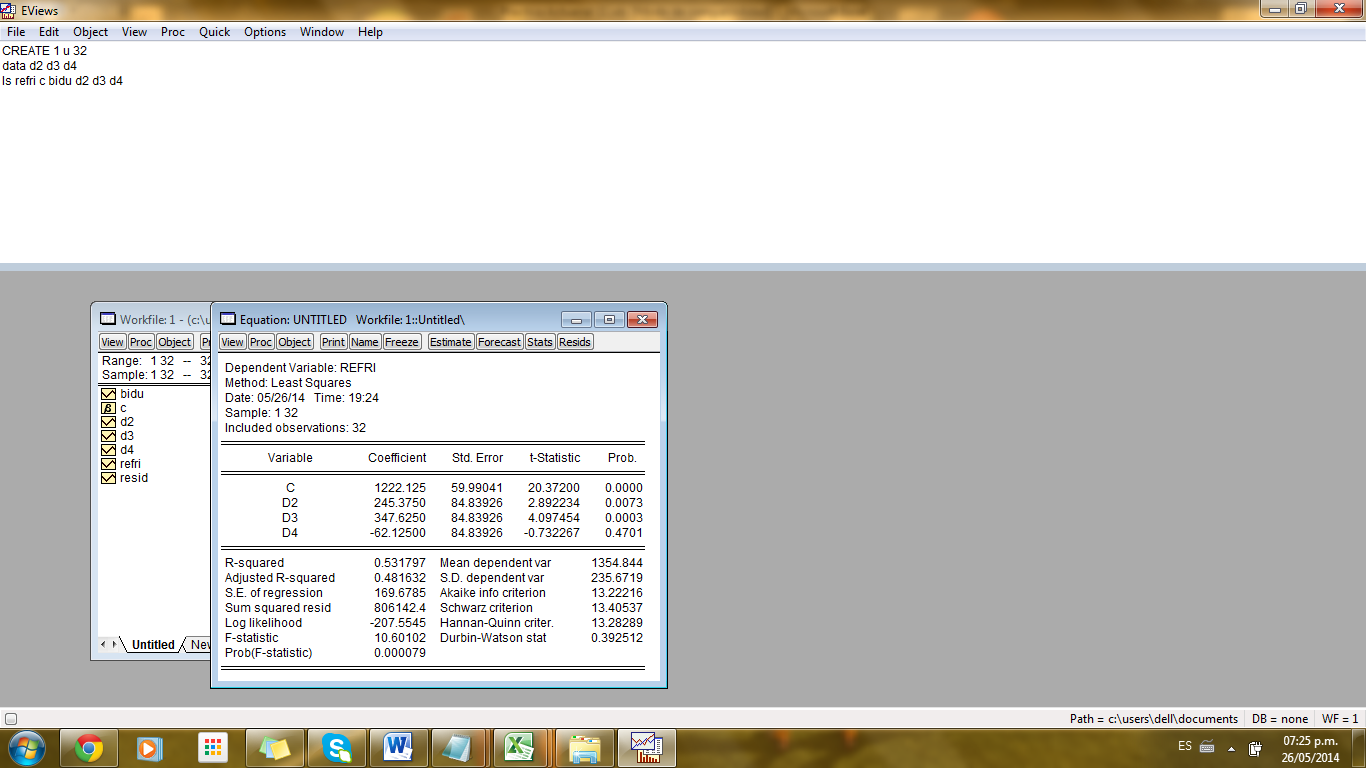 EViews
File Edit Object View Proc Quick Options Window Help
CREATE 1 u 32
data d2 d3 d4
ls refri c bidu d2 d3 d4
Workfile: 1 - (c:\u
View Proc Object
Range: 1 32 -- 32
Sample: 1 32 -- 32
bidu
c
d2
d3
d4
refri
resid
Untitled New
Equation: UNTITLED Workfile: 1::Untitled\
View Proc Object Print Name Freeze Estimate Forecast Stats Resids
Dependent Variable: REFRI
Method: Least Squares
Date: 05/26/14 Time: 19:24
Sample: 1 32
Included observations: 32
Variable Coefficient Std. Error t-Statistic Prob.
C 1222.125 59.99041 20.37200 0.0000
D2 245.3750 84.83926 2.892234 0.0073
D3 347.6250 84.83926 4.097454 0.0003
D4 -62.12500 84.83926 -0.732267 0.4701
R-squared 0.531797 Mean dependent var 1354.844
Adjusted R-squared 0.481632 S.D. dependent var 235.6719
S.E. of regression 169.6785 Akaike info criterion 13.22216
Sum squared resid 806142.4 Schwarz criterion 13.40537
Log likelihood -207.5545 Hannan-Quinn criter. 13.28289
F-statistic 10.60102 Durbin-Watson stat 0.392512
Prob(F-statistic) 0.000079
Path = c:\users\dell\documents DB = none WF = 1
ES 07:25 p.m.
26/05/2014